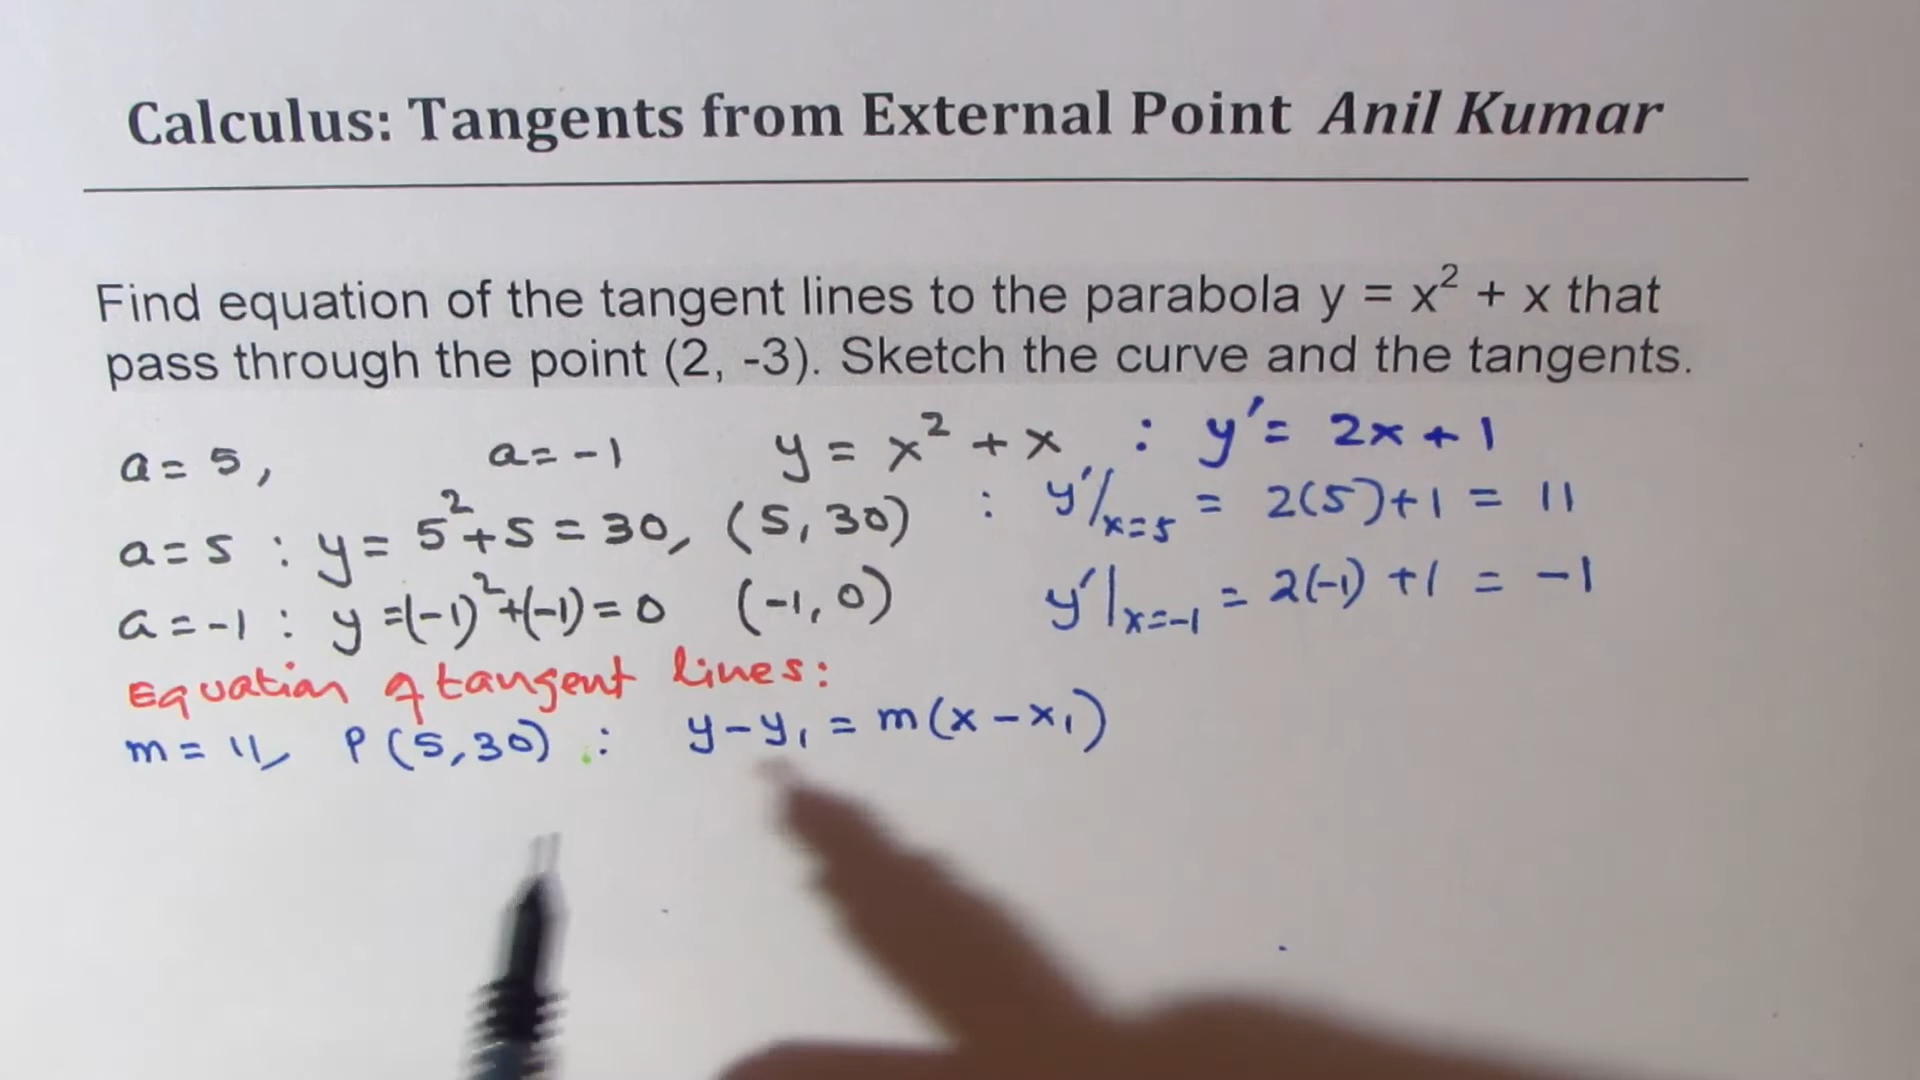 Calculus: Tangents from External Point Anil Kumar
Find equation of the tangent lines to the parabola y = x² + x that
pass through the point (2, -3). Sketch the curve and the tangents.
a = 5, a = -1 y = x² + x : y' = 2x + 1
a = 5 : y = 5² + 5 = 30, (5, 30) : y'/x=5 = 2(5)+1 = 11
a = -1 : y = (-1)² + (-1) = 0 (-1, 0) y'|x=-1 = 2(-1) + 1 = -1
Equation of tangent lines:
m = 11, P (5, 30) : y - y₁ = m(x - x₁)